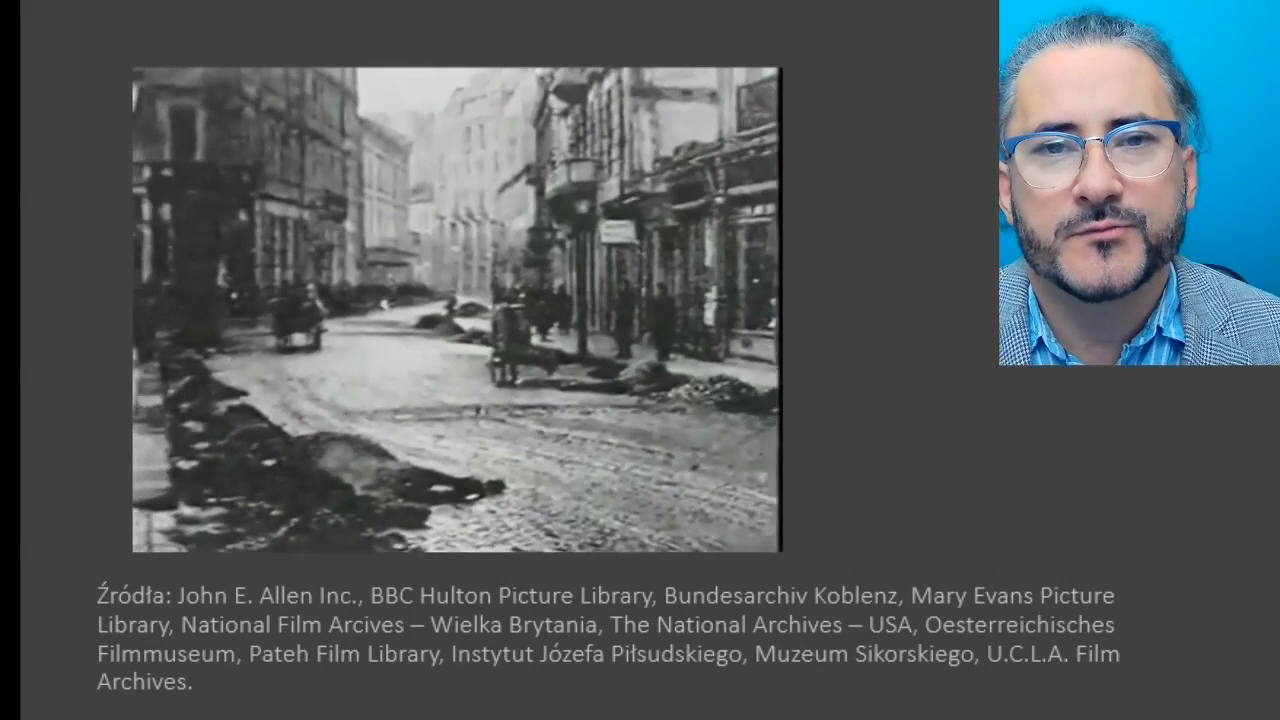 Źródła: John E. Allen Inc., BBC Hulton Picture Library, Bundesarchiv Koblenz, Mary Evans Picture
Library, National Film Arcives – Wielka Brytania, The National Archives – USA, Oesterreichisches
Filmmuseum, Pateh Film Library, Instytut Józefa Piłsudskiego, Muzeum Sikorskiego, U.C.L.A. Film
Archives.